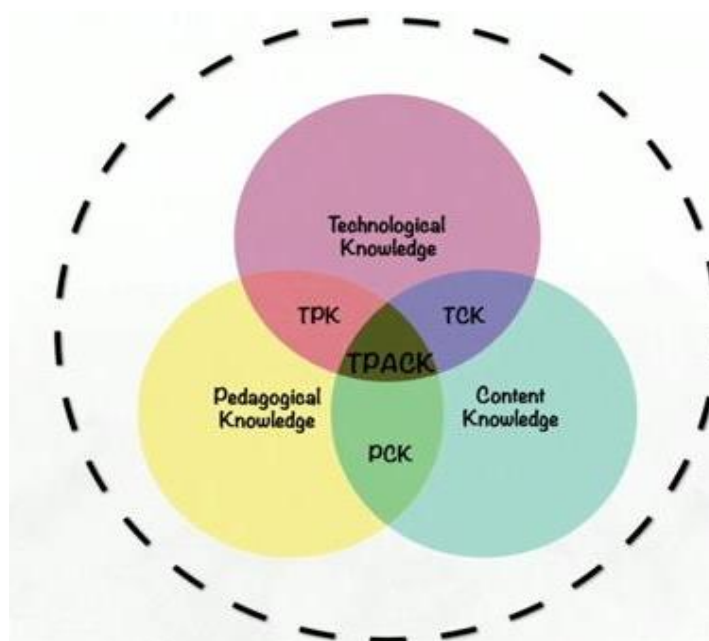 Technological
Knowledge
TPK
TCK
TPACK
Pedagogical
Knowledge
Content
Knowledge
PCK